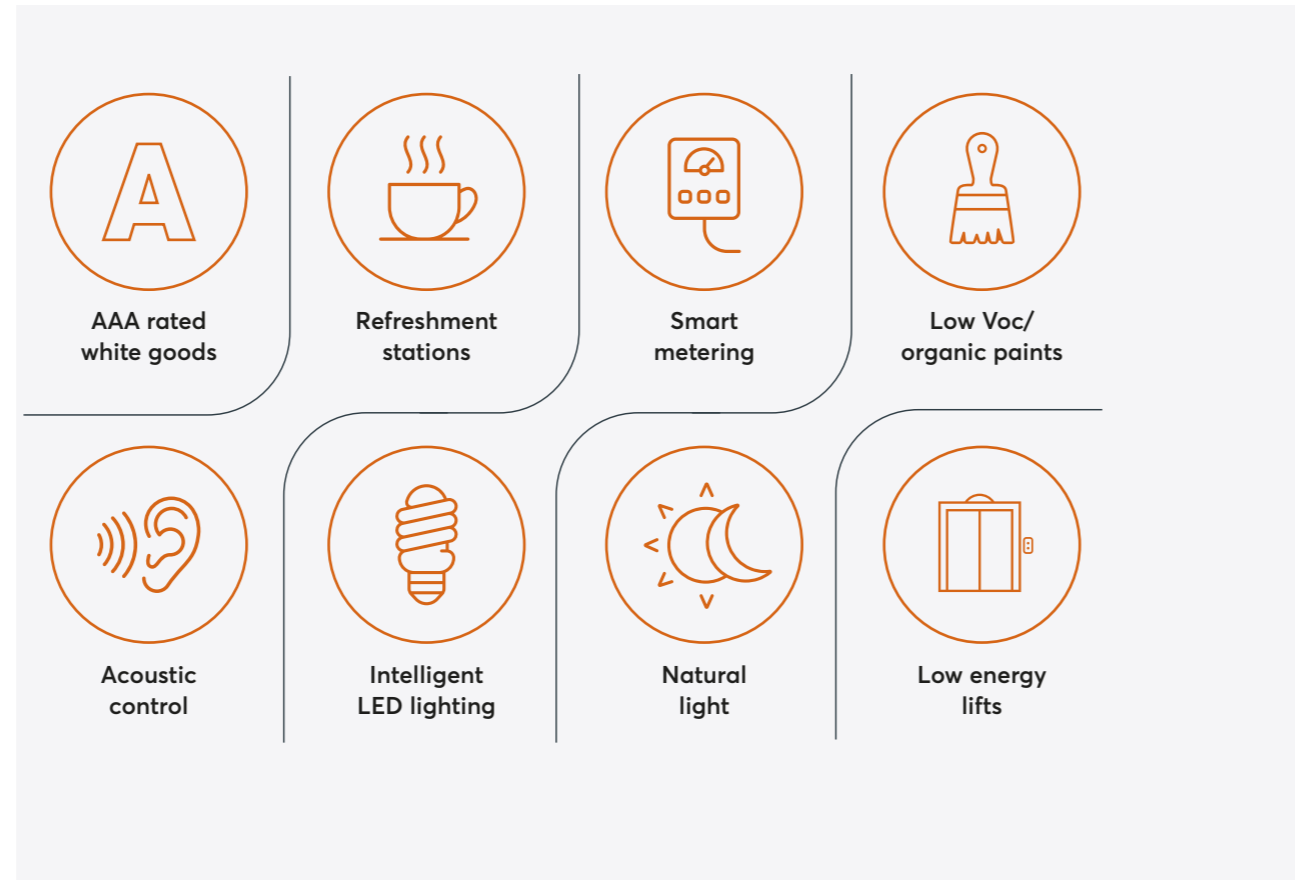 A
AAA rated
white goods
Refreshment
stations
Smart
metering
Low Voc/
organic paints
Acoustic
control
Intelligent
LED lighting
Natural
light
Low energy
lifts